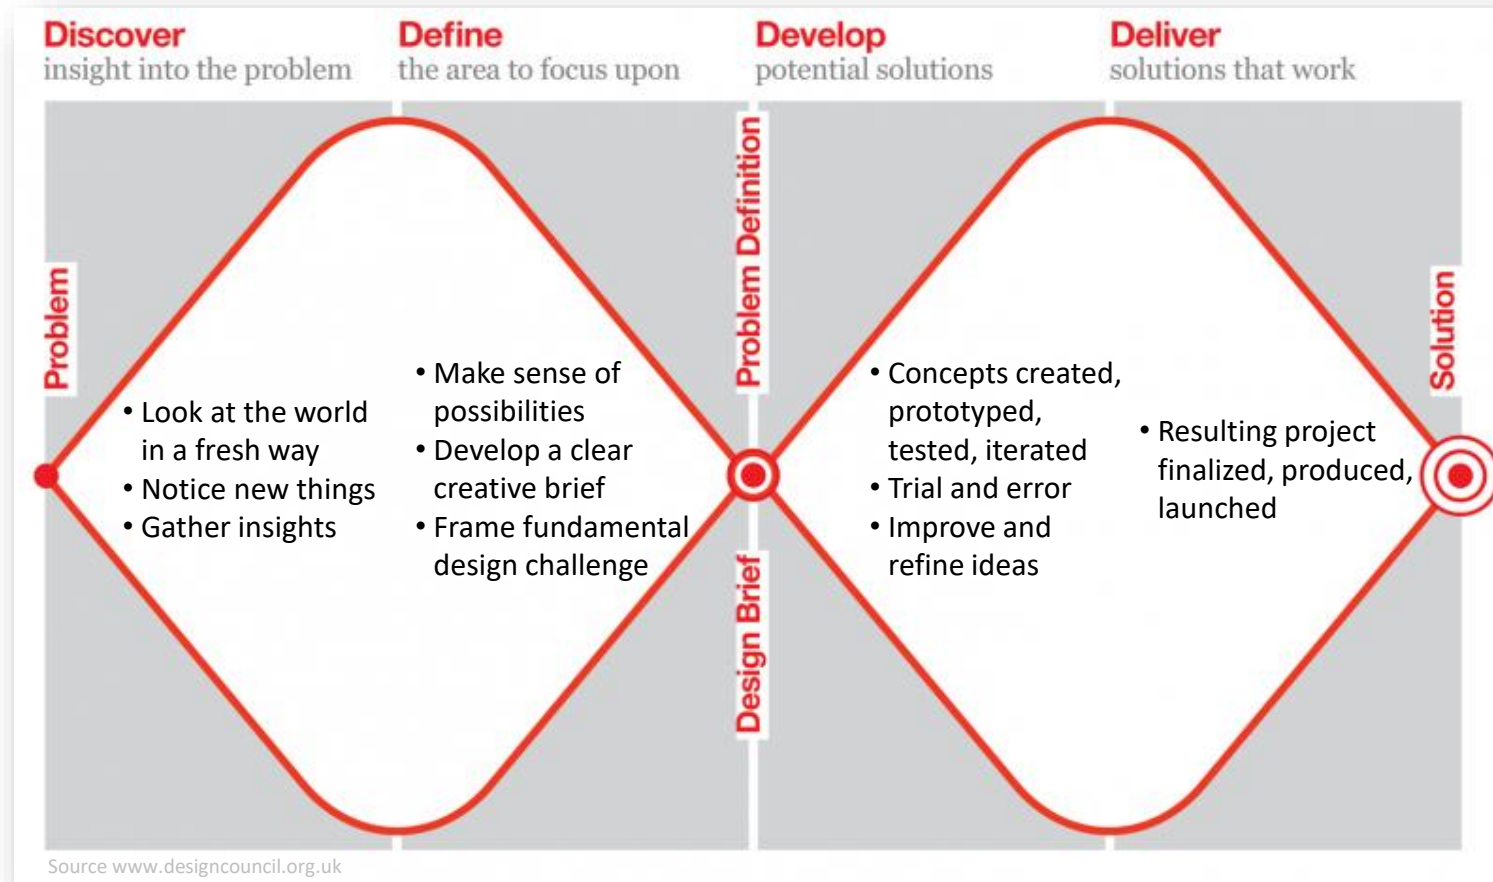 Discover
insight into the problem
Define
the area to focus upon
Develop
potential solutions
Deliver
solutions that work
Problem
• Look at the world
in a fresh way
• Notice new things
• Gather insights
• Make sense of
possibilities
• Develop a clear
creative brief
• Frame fundamental
design challenge
Problem Definition
Design Brief
• Concepts created,
prototyped,
tested, iterated
• Trial and error
• Improve and
refine ideas
• Resulting project
finalized, produced,
launched
Solution
Source www.designcouncil.org.uk